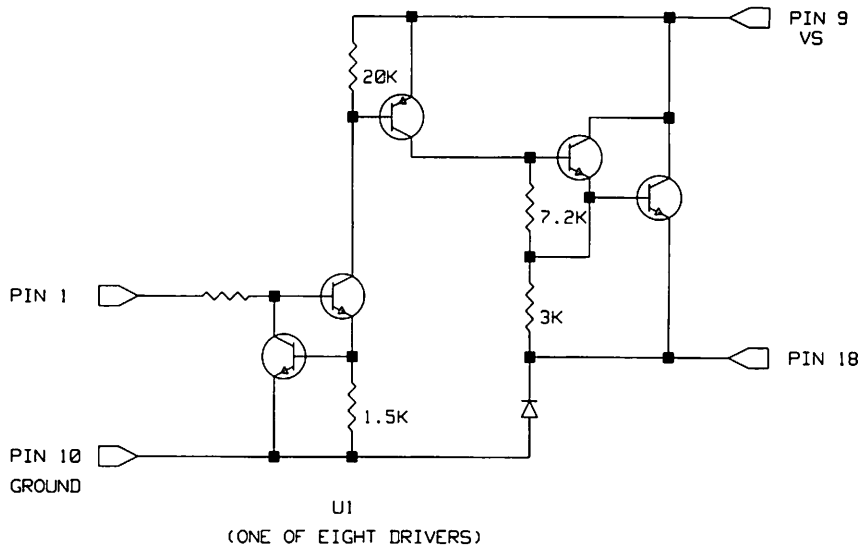 PIN 9
VS
20K
7.2K
PIN 1
3K
PIN 18
1.5K
PIN 10
GROUND
U1
(ONE OF EIGHT DRIVERS)